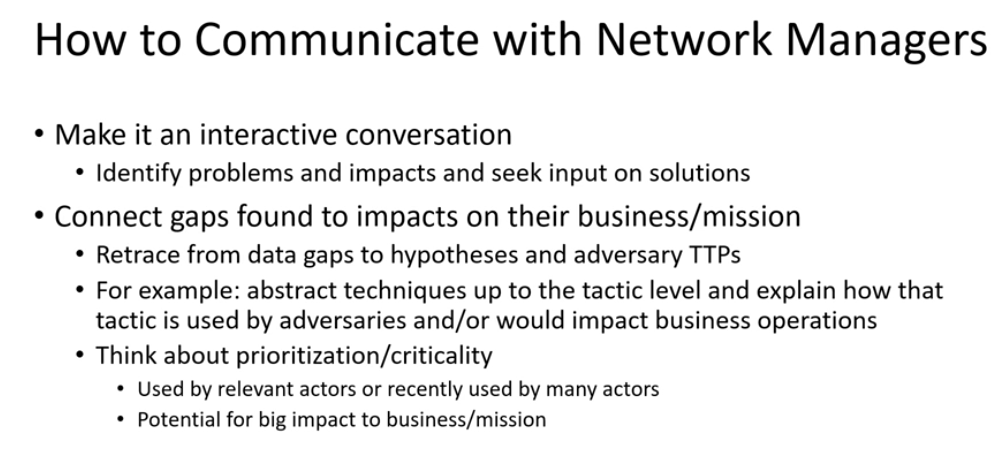 How to Communicate with Network Managers
• Make it an interactive conversation
• Identify problems and impacts and seek input on solutions
• Connect gaps found to impacts on their business/mission
• Retrace from data gaps to hypotheses and adversary TTPs
• For example: abstract techniques up to the tactic level and explain how that
tactic is used by adversaries and/or would impact business operations
• Think about prioritization/criticality
• Used by relevant actors or recently used by many actors
• Potential for big impact to business/mission